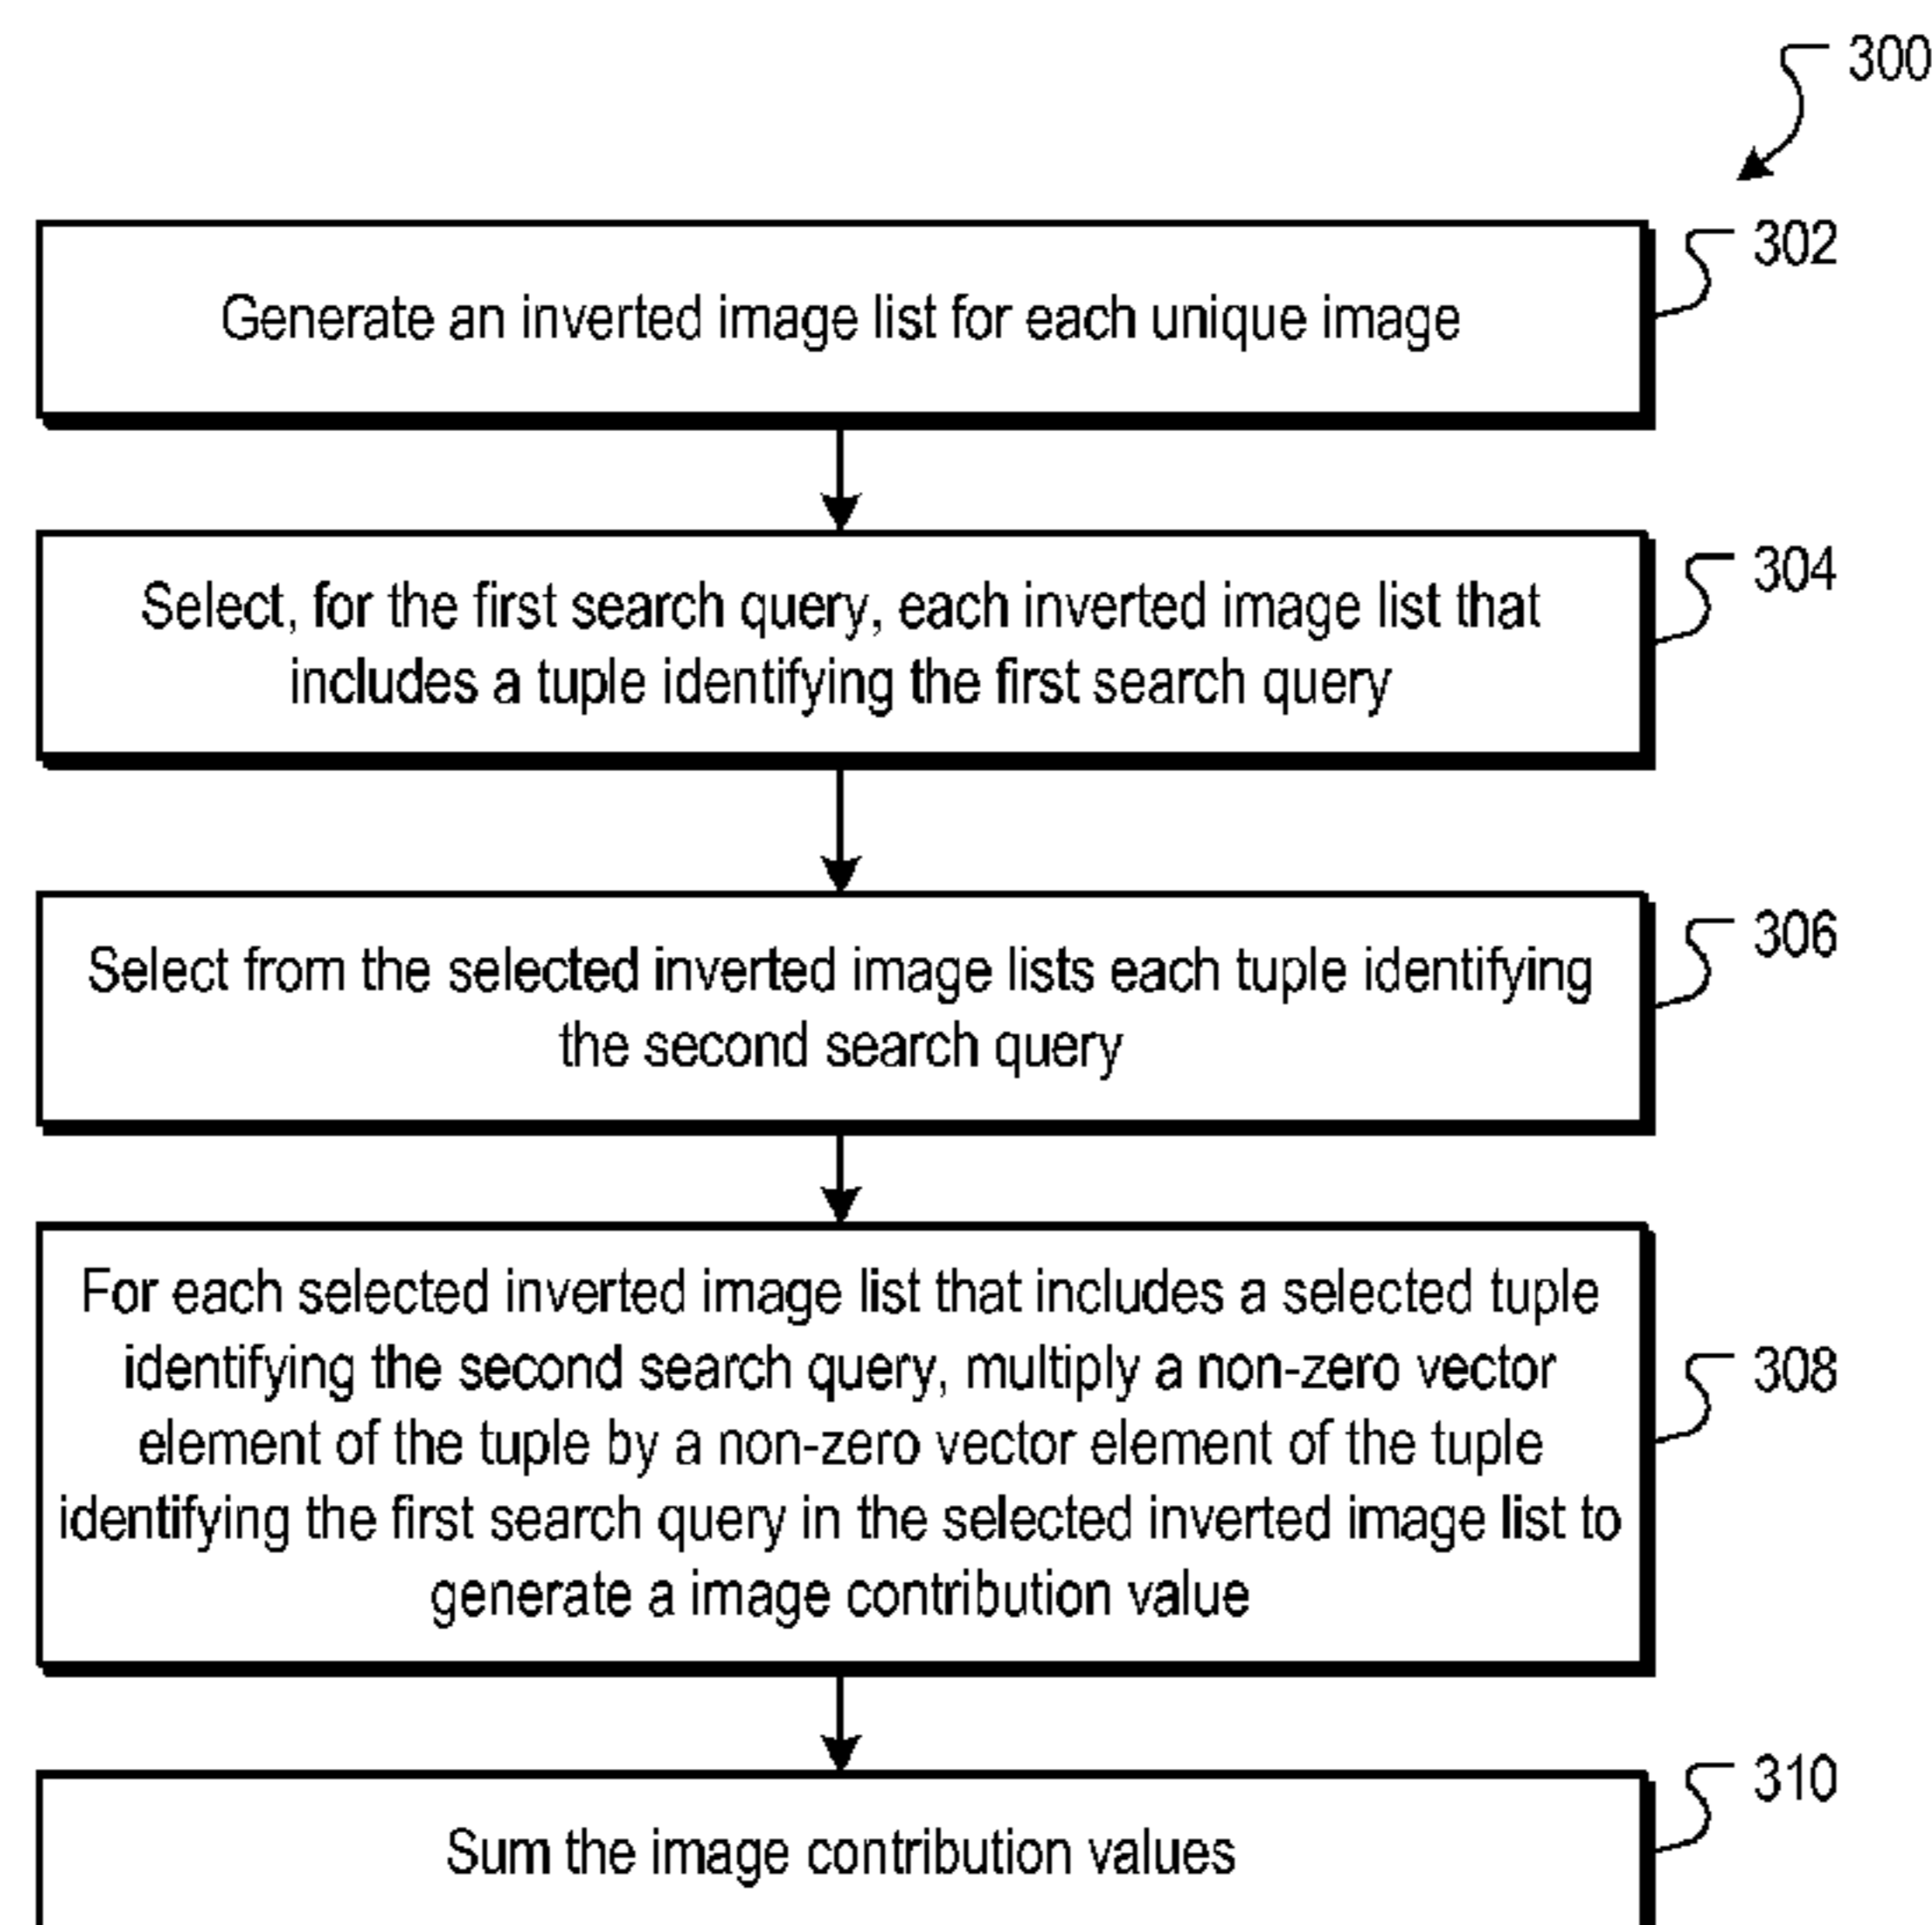 300
302
Generate an inverted image list for each unique image
304
Select, for the first search query, each inverted image list that
includes a tuple identifying the first search query
306
Select from the selected inverted image lists each tuple identifying
the second search query
For each selected inverted image list that includes a selected tuple
identifying the second search query, multiply a non-zero vector
308
element of the tuple by a non-zero vector element of the tuple
identifying the first search query in the selected inverted image list to
generate a image contribution value
310
Sum the image contribution values